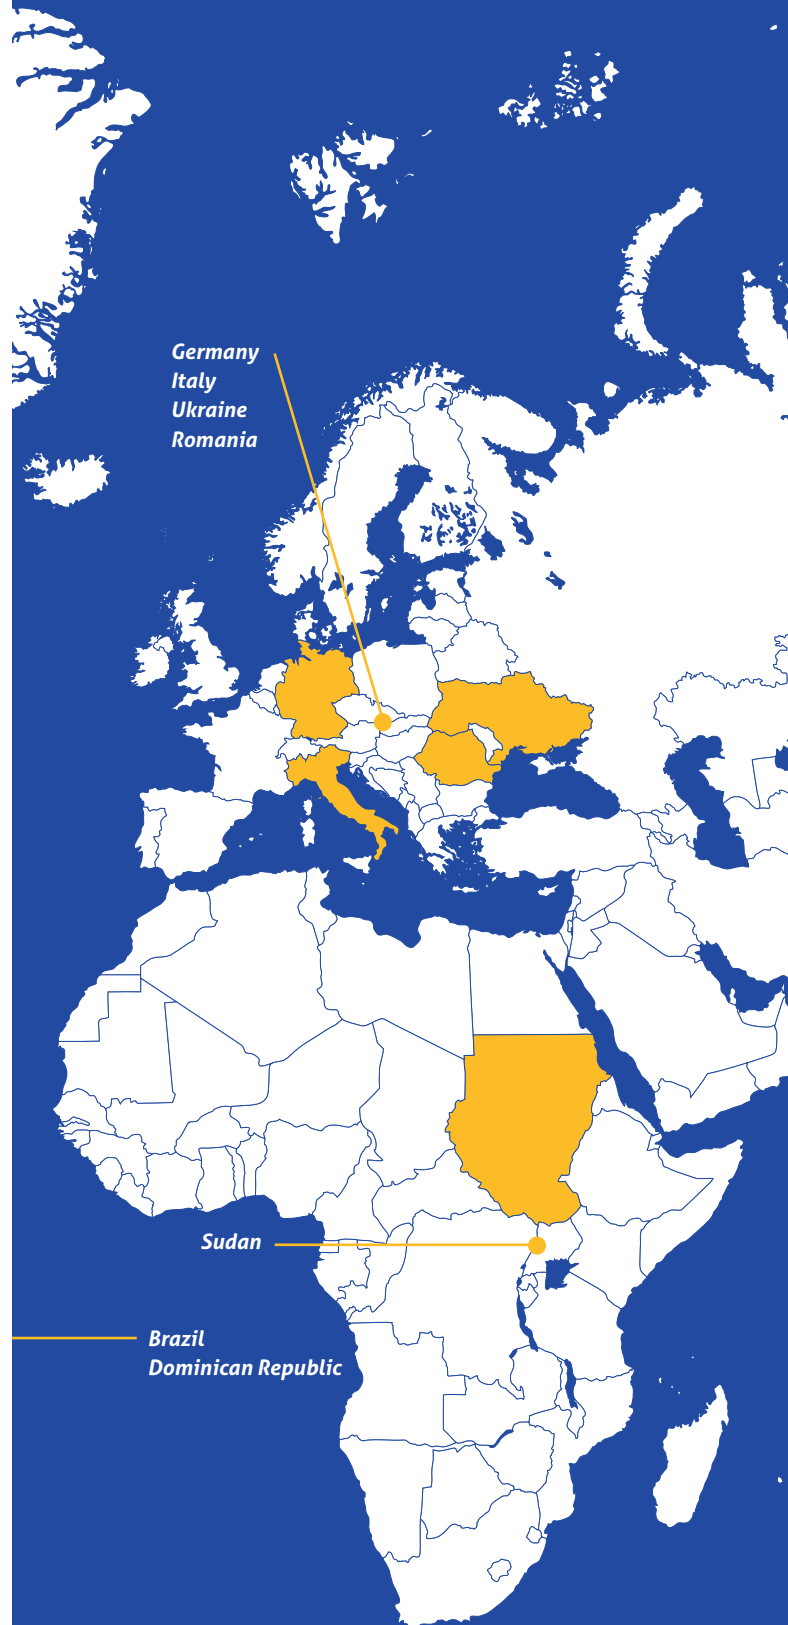 Germany
Italy
Ukraine
Romania
Sudan
Brazil
Dominican Republic